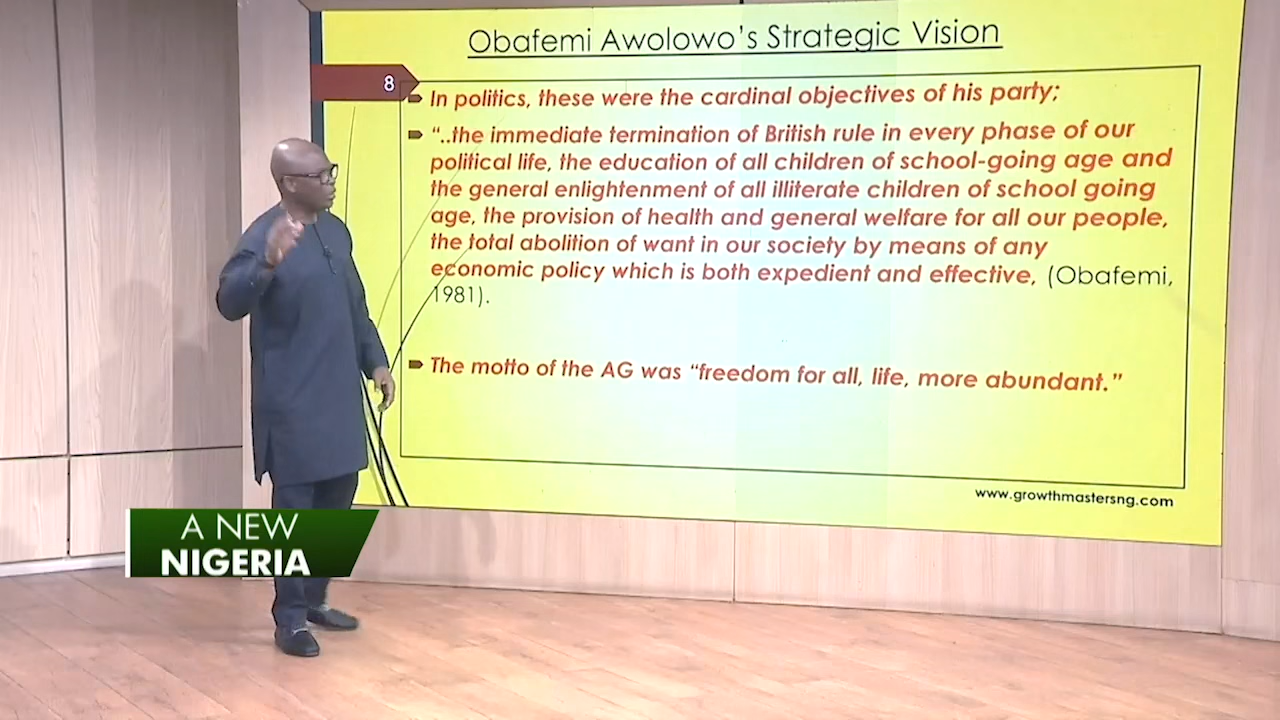 Obafemi Awolowo's Strategic Vision
8
In politics, these were the cardinal objectives of his party;
"..the immediate termination of British rule in every phase of our
political life, the education of all children of school-going age and
the general enlightenment of all illiterate children of school going
age, the provision of health and general welfare for all our people,
the total abolition of want in our society by means of any
economic policy which is both expedient and effective, (Obafemi,
1981).
The motto of the AG was "freedom for all, life, more abundant."
www.growthmastersng.com
A NEW
NIGERIA